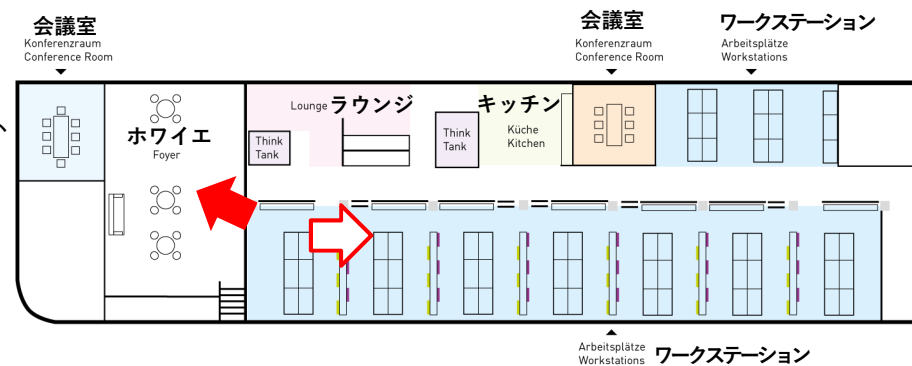 会議室
Konferenzraum
Conference Room
会議室
Konferenzraum
Conference Room
ワークステーション
Arbeitsplätze
Workstations
Lounge ラウンジ
キッチン
Küche
Kitchen
Think
Tank
Think
Tank
ホワイエ
Foyer
Arbeitsplätze
Workstations
ワークステーション